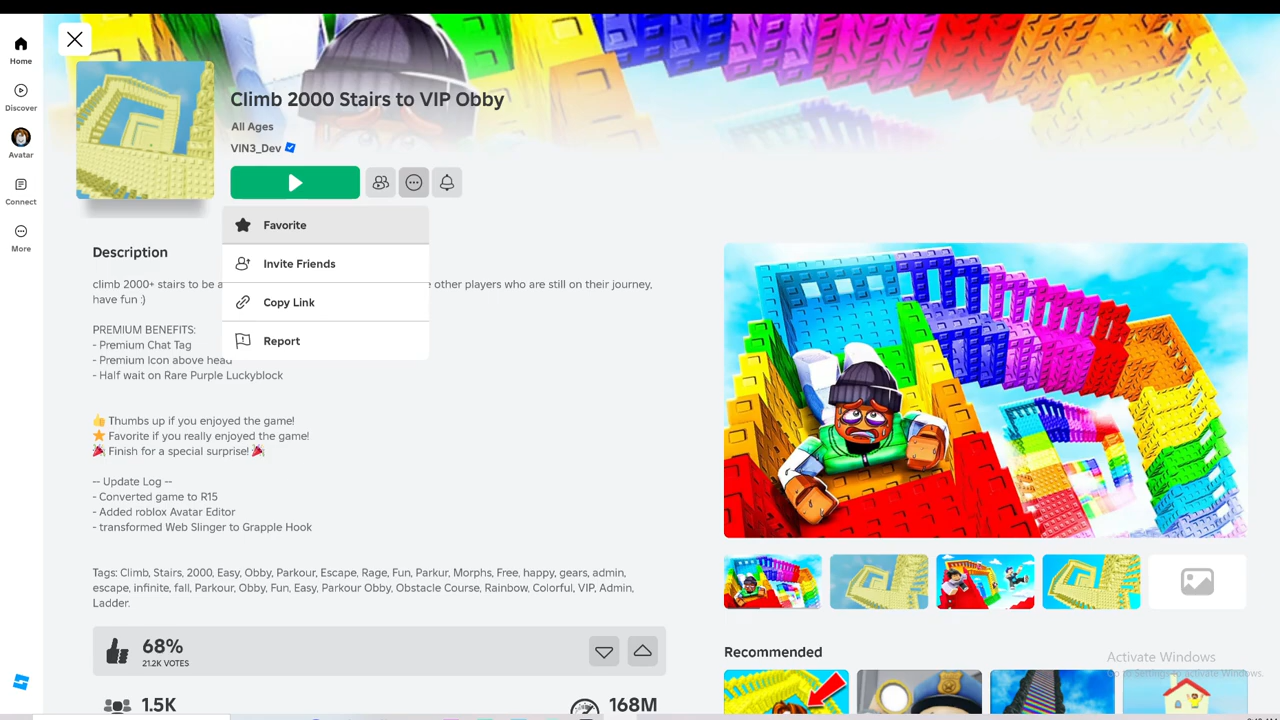 Home
Discover
Avatar
Connect
More
Climb 2000 Stairs to VIP Obby
All Ages
VIN3_Dev
Favorite
Invite Friends
Copy Link
Report
Description
climb 2000+ stairs to be a
e other players who are still on their journey,
have fun :)
PREMIUM BENEFITS:
- Premium Chat Tag
- Premium Icon above head
- Half wait on Rare Purple Luckyblock
👍 Thumbs up if you enjoyed the game!
⭐ Favorite if you really enjoyed the game!
🎉 Finish for a special surprise! 🎉
-- Update Log --
- Converted game to R15
- Added roblox Avatar Editor
- transformed Web Slinger to Grapple Hook
Tags: Climb, Stairs, 2000, Easy, Obby, Parkour, Escape, Rage, Fun, Parkur, Morphs, Free, happy, gears, admin,
escape, infinite, fall, Parkour, Obby, Fun, Easy Parkour Obby, Obstacle Course, Rainbow, Colorful, VIP, Admin,
Ladder.
68%
21.2K VOTES
1.5K
168M
Recommended
Activate Windows
Go to Settings to activate Windows.